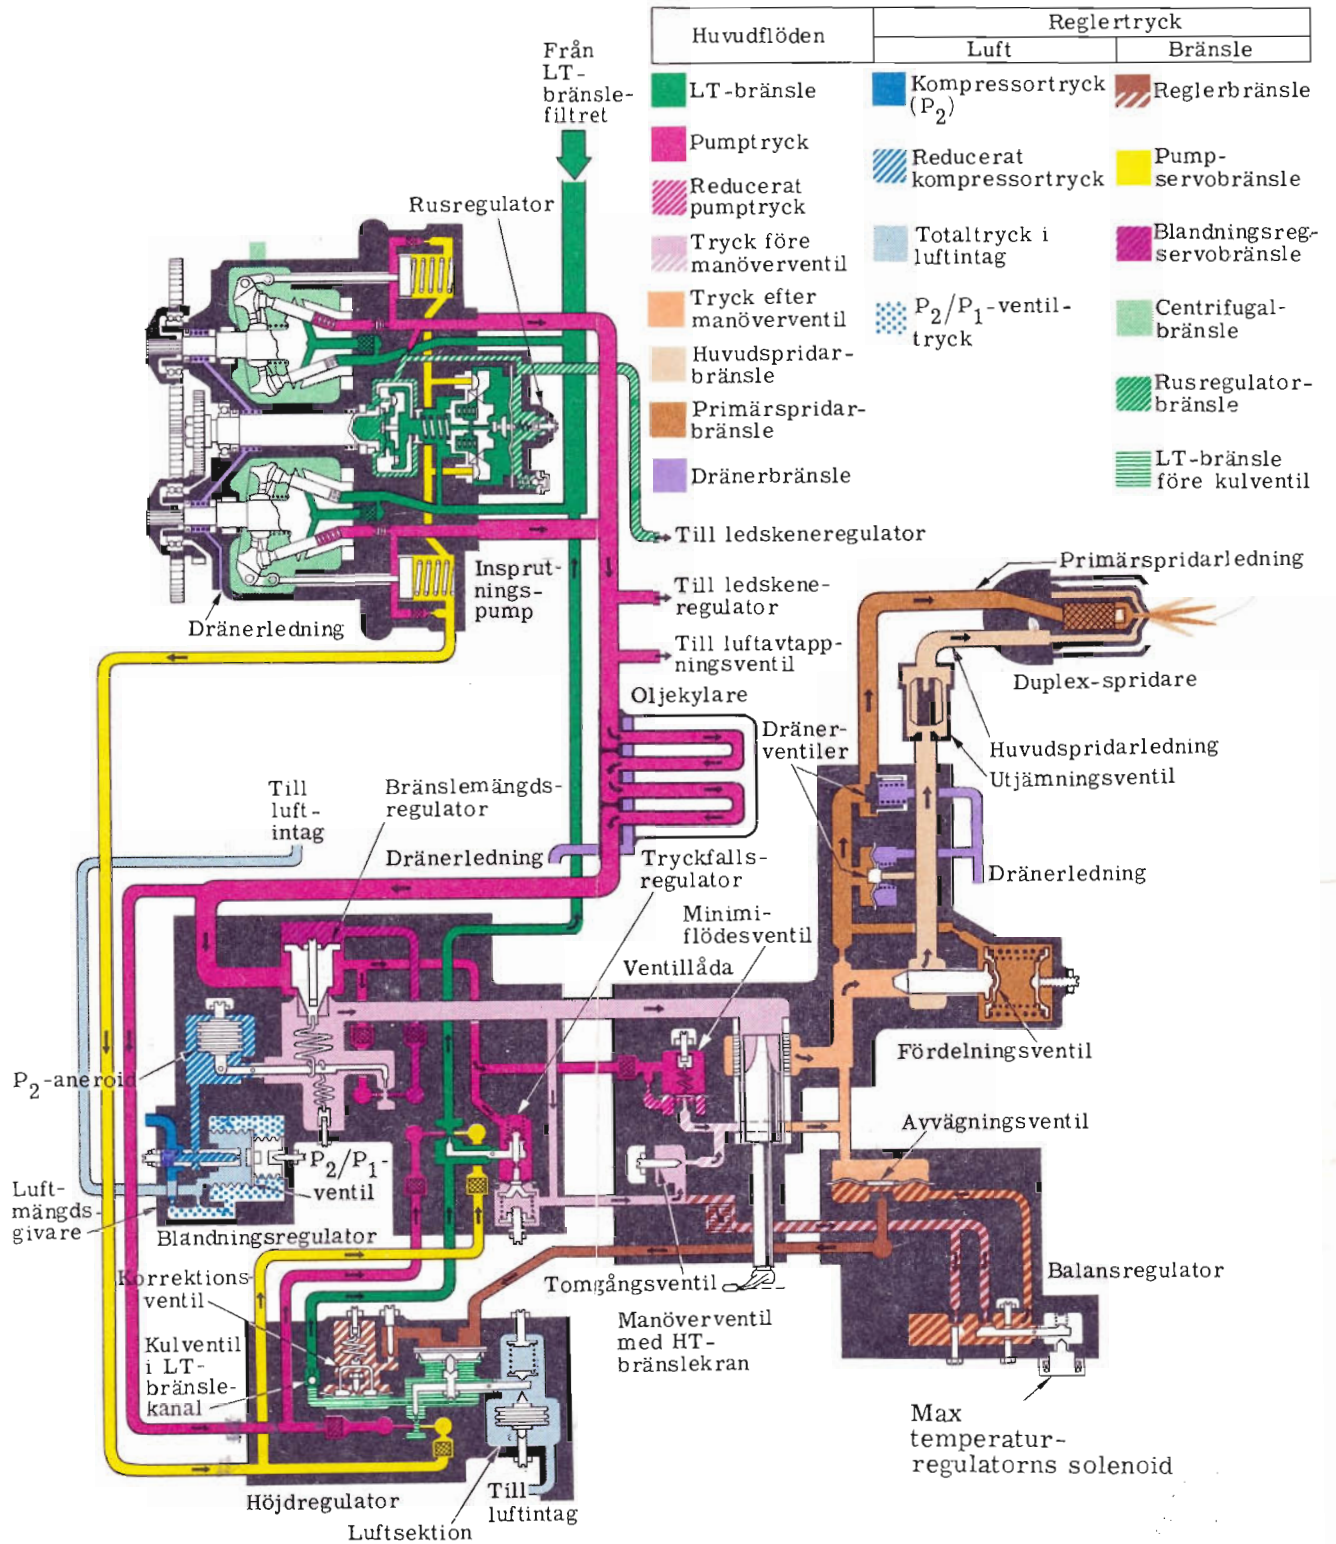 Huvudflöden
Reglertryck
Luft
Bränsle
Från
LT-
bränsle-
filtret
LT-bränsle
Pumptryck
Reducerat
pumptryck
Tryck före
manöverventil
Tryck efter
manöverventil
Huvudspridar-
bränsle
Primärspridar-
bränsle
Dränerbränsle
Kompressortryck
(P2)
Reducerat
kompressortryck
Totaltryck i
luftintag
P2/P1-ventil-
tryck
Reglerbränsle
Pump-
servobränsle
Blandningsreg-
servobränsle
Centrifugal-
bränsle
Rusregulator-
bränsle
LT-bränsle
före kulventil
Rusregulator
Till ledskeneregulator
Insprut-
nings-
pump
Till ledskene-
regulator
Dränerledning
Till luftavtapp-
ningsventil
Primärspridarledning
Duplex-spridare
Oljekylare
Dräner-
ventiler
Huvudspridarledning
Utjämningsventil
Till
luft-
intag
Bränslemängds-
regulator
Dränerledning
Tryckfalls-
regulator
Dränerledning
Minimi-
flödesventil
Ventillåda
Fördelningsventil
P2-aneroid
Avvägningsventil
P2/P1-
ventil
Luft-
mängds-
givare
Blandningsregulator
Korrektions-
ventil
Tomgångsventil
Balansregulator
Manöverventil
med HT-
bränslekran
Kulventil
i LT-
bränsle-
kanal
Max
temperatur-
regulatorns solenoid
Höjdregulator
Till
luftintag
Luftsektion